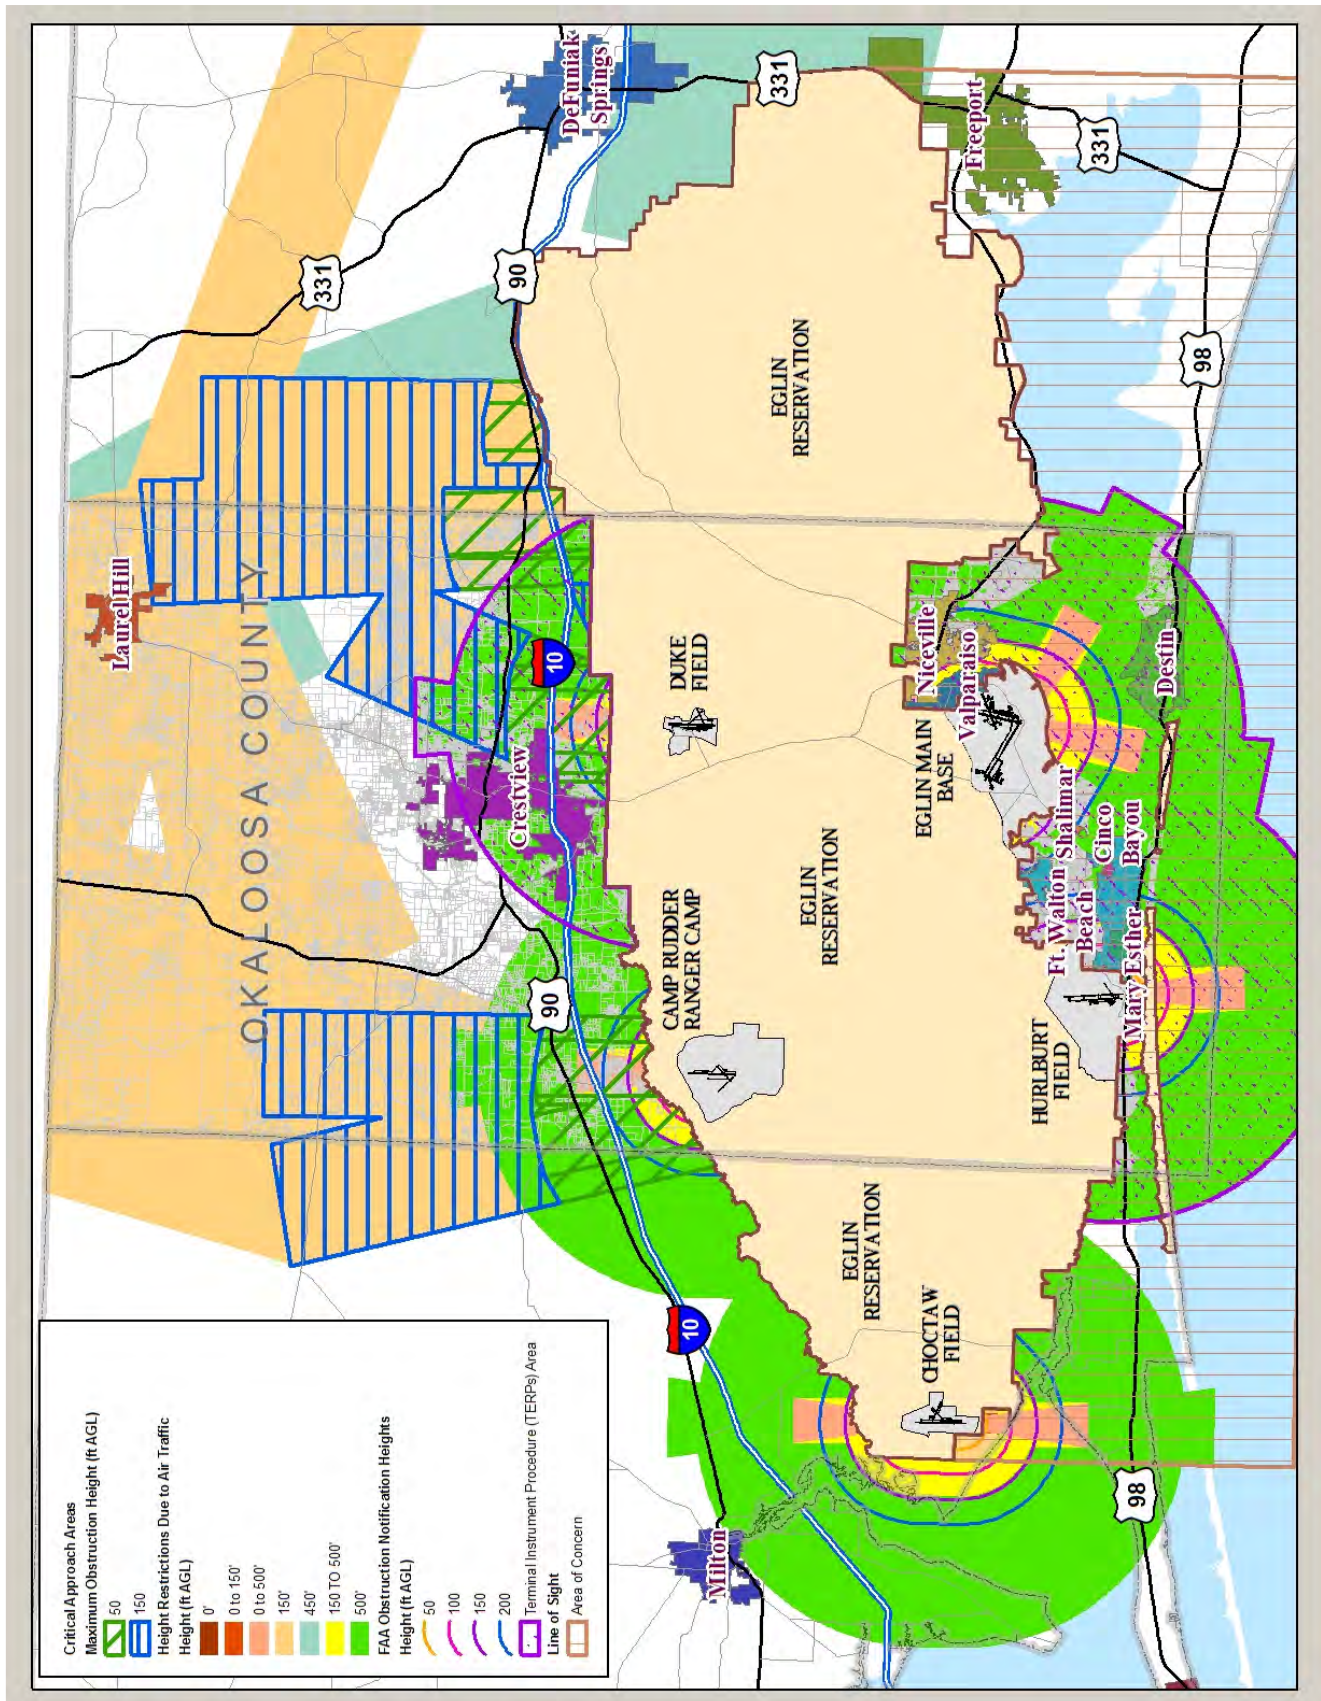 Critical Approach Areas
Maximum Obstruction Height (ft AGL)
50
150
Height Restrictions Due to Air Traffic
Height (ft AGL)
0'
0 to 150'
0 to 500'
150'
450'
150 TO 500'
500'
FAA Obstruction Notification Heights
Height (ft AGL)
50
100
150
200
Terminal Instrument Procedure (TERPs) Area
Line of Sight
Area of Concern
Laurel Hill
OKALOOSA COUNTY
331
DeFuniak
Springs
331
90
Crestview
10
90
10
Milton
DUKE
FIELD
CAMP RUDDER
RANGER CAMP
EGLIN
RESERVATION
EGLIN
RESERVATION
EGLIN
RESERVATION
CHOCTAW
FIELD
EGLIN MAIN
BASE
HURLBURT
FIELD
Niceville
Valparaiso
Shalimar
Ft. Walton
Beach
Cinco
Bayou
Mary Esther
Destin
Freeport
331
98
98